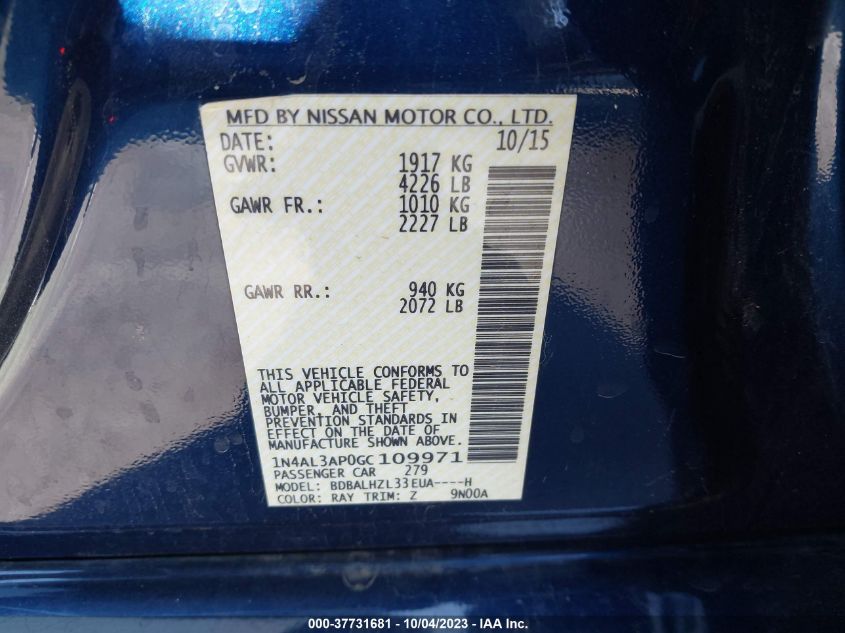 MFD BY NISSAN MOTOR CO., LTD.
DATE: 10/15
GVWR: 1917 KG
4226 LB
GAWR FR.: 1010 KG
2227 LB
GAWR RR.: 940 KG
2072 LB
THIS VEHICLE CONFORMS TO
ALL APPLICABLE FEDERAL
MOTOR VEHICLE SAFETY,
BUMPER, AND THEFT
PREVENTION STANDARDS IN
EFFECT ON THE DATE OF
MANUFACTURE SHOWN ABOVE.
1N4AL3AP0GC109971
PASSENGER CAR 279
MODEL: BDBALHZL33EUA----H
COLOR: RAY TRIM: Z 9N00A
000-37731681 - 10/04/2023 - IAA Inc.